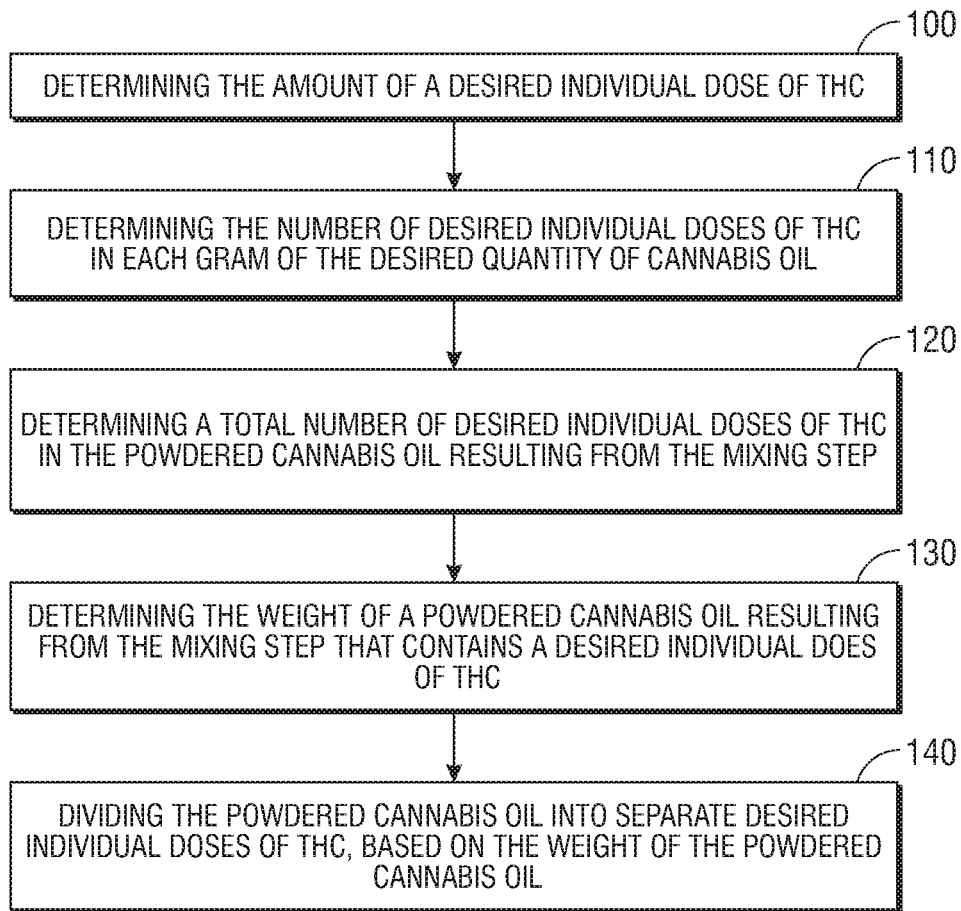 100
DETERMINING THE AMOUNT OF A DESIRED INDIVIDUAL DOSE OF THC
110
DETERMINING THE NUMBER OF DESIRED INDIVIDUAL DOSES OF THC
IN EACH GRAM OF THE DESIRED QUANTITY OF CANNABIS OIL
120
DETERMINING A TOTAL NUMBER OF DESIRED INDIVIDUAL DOSES OF THC
IN THE POWDERED CANNABIS OIL RESULTING FROM THE MIXING STEP
130
DETERMINING THE WEIGHT OF A POWDERED CANNABIS OIL RESULTING
FROM THE MIXING STEP THAT CONTAINS A DESIRED INDIVIDUAL DOES
OF THC
140
DIVIDING THE POWDERED CANNABIS OIL INTO SEPARATE DESIRED
INDIVIDUAL DOSES OF THC, BASED ON THE WEIGHT OF THE POWDERED
CANNABIS OIL